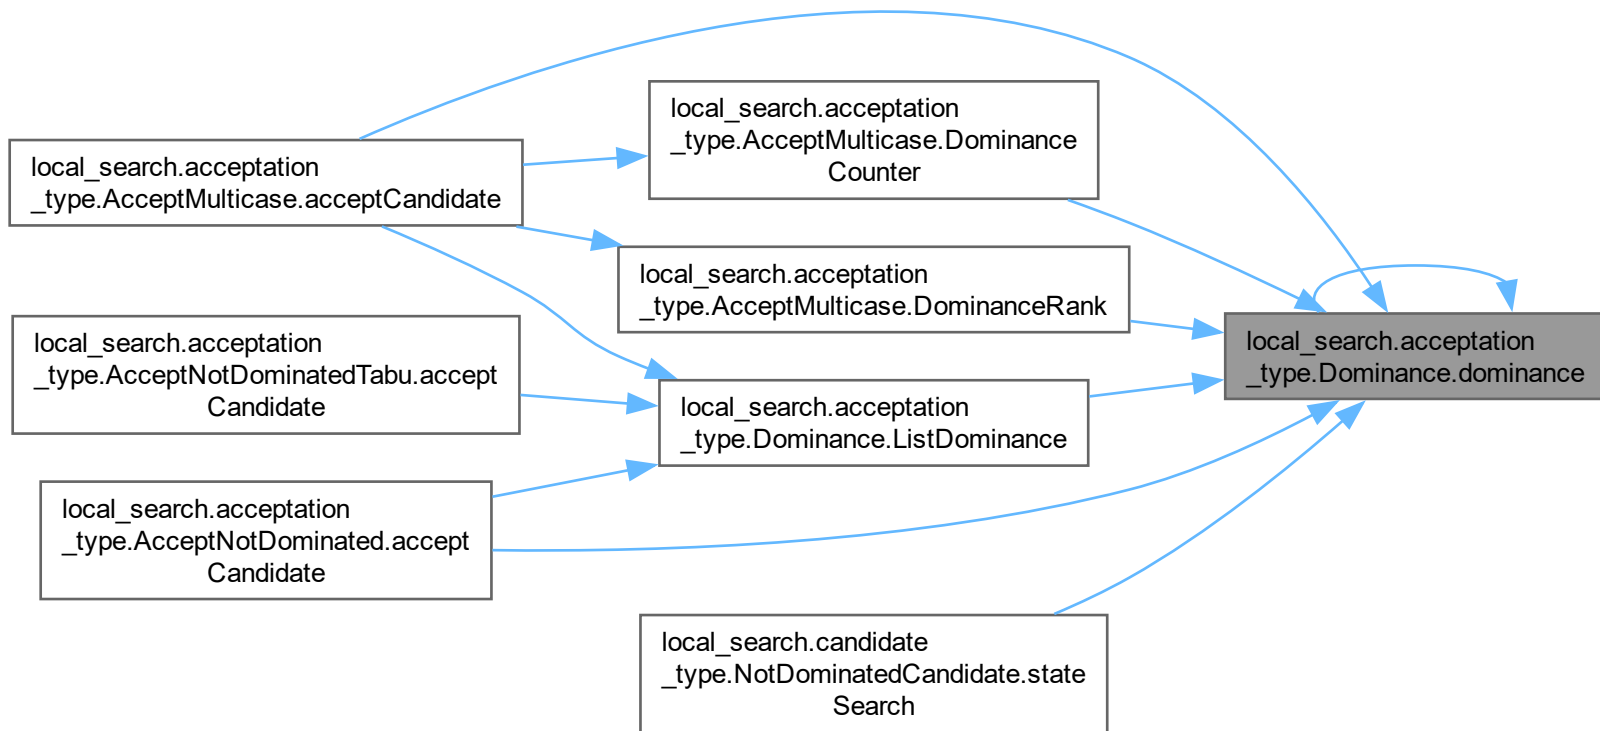 local_search.acceptation
_type.AcceptMulticase.acceptCandidate
local_search.acceptation
_type.AcceptNotDominatedTabu.accept
Candidate
local_search.acceptation
_type.AcceptNotDominated.accept
Candidate
local_search.acceptation
_type.AcceptMulticase.Dominance
Counter
local_search.acceptation
_type.AcceptMulticase.DominanceRank
local_search.acceptation
_type.Dominance.ListDominance
local_search.candidate
_type.NotDominatedCandidate.state
Search
local_search.acceptation
_type.Dominance.dominance